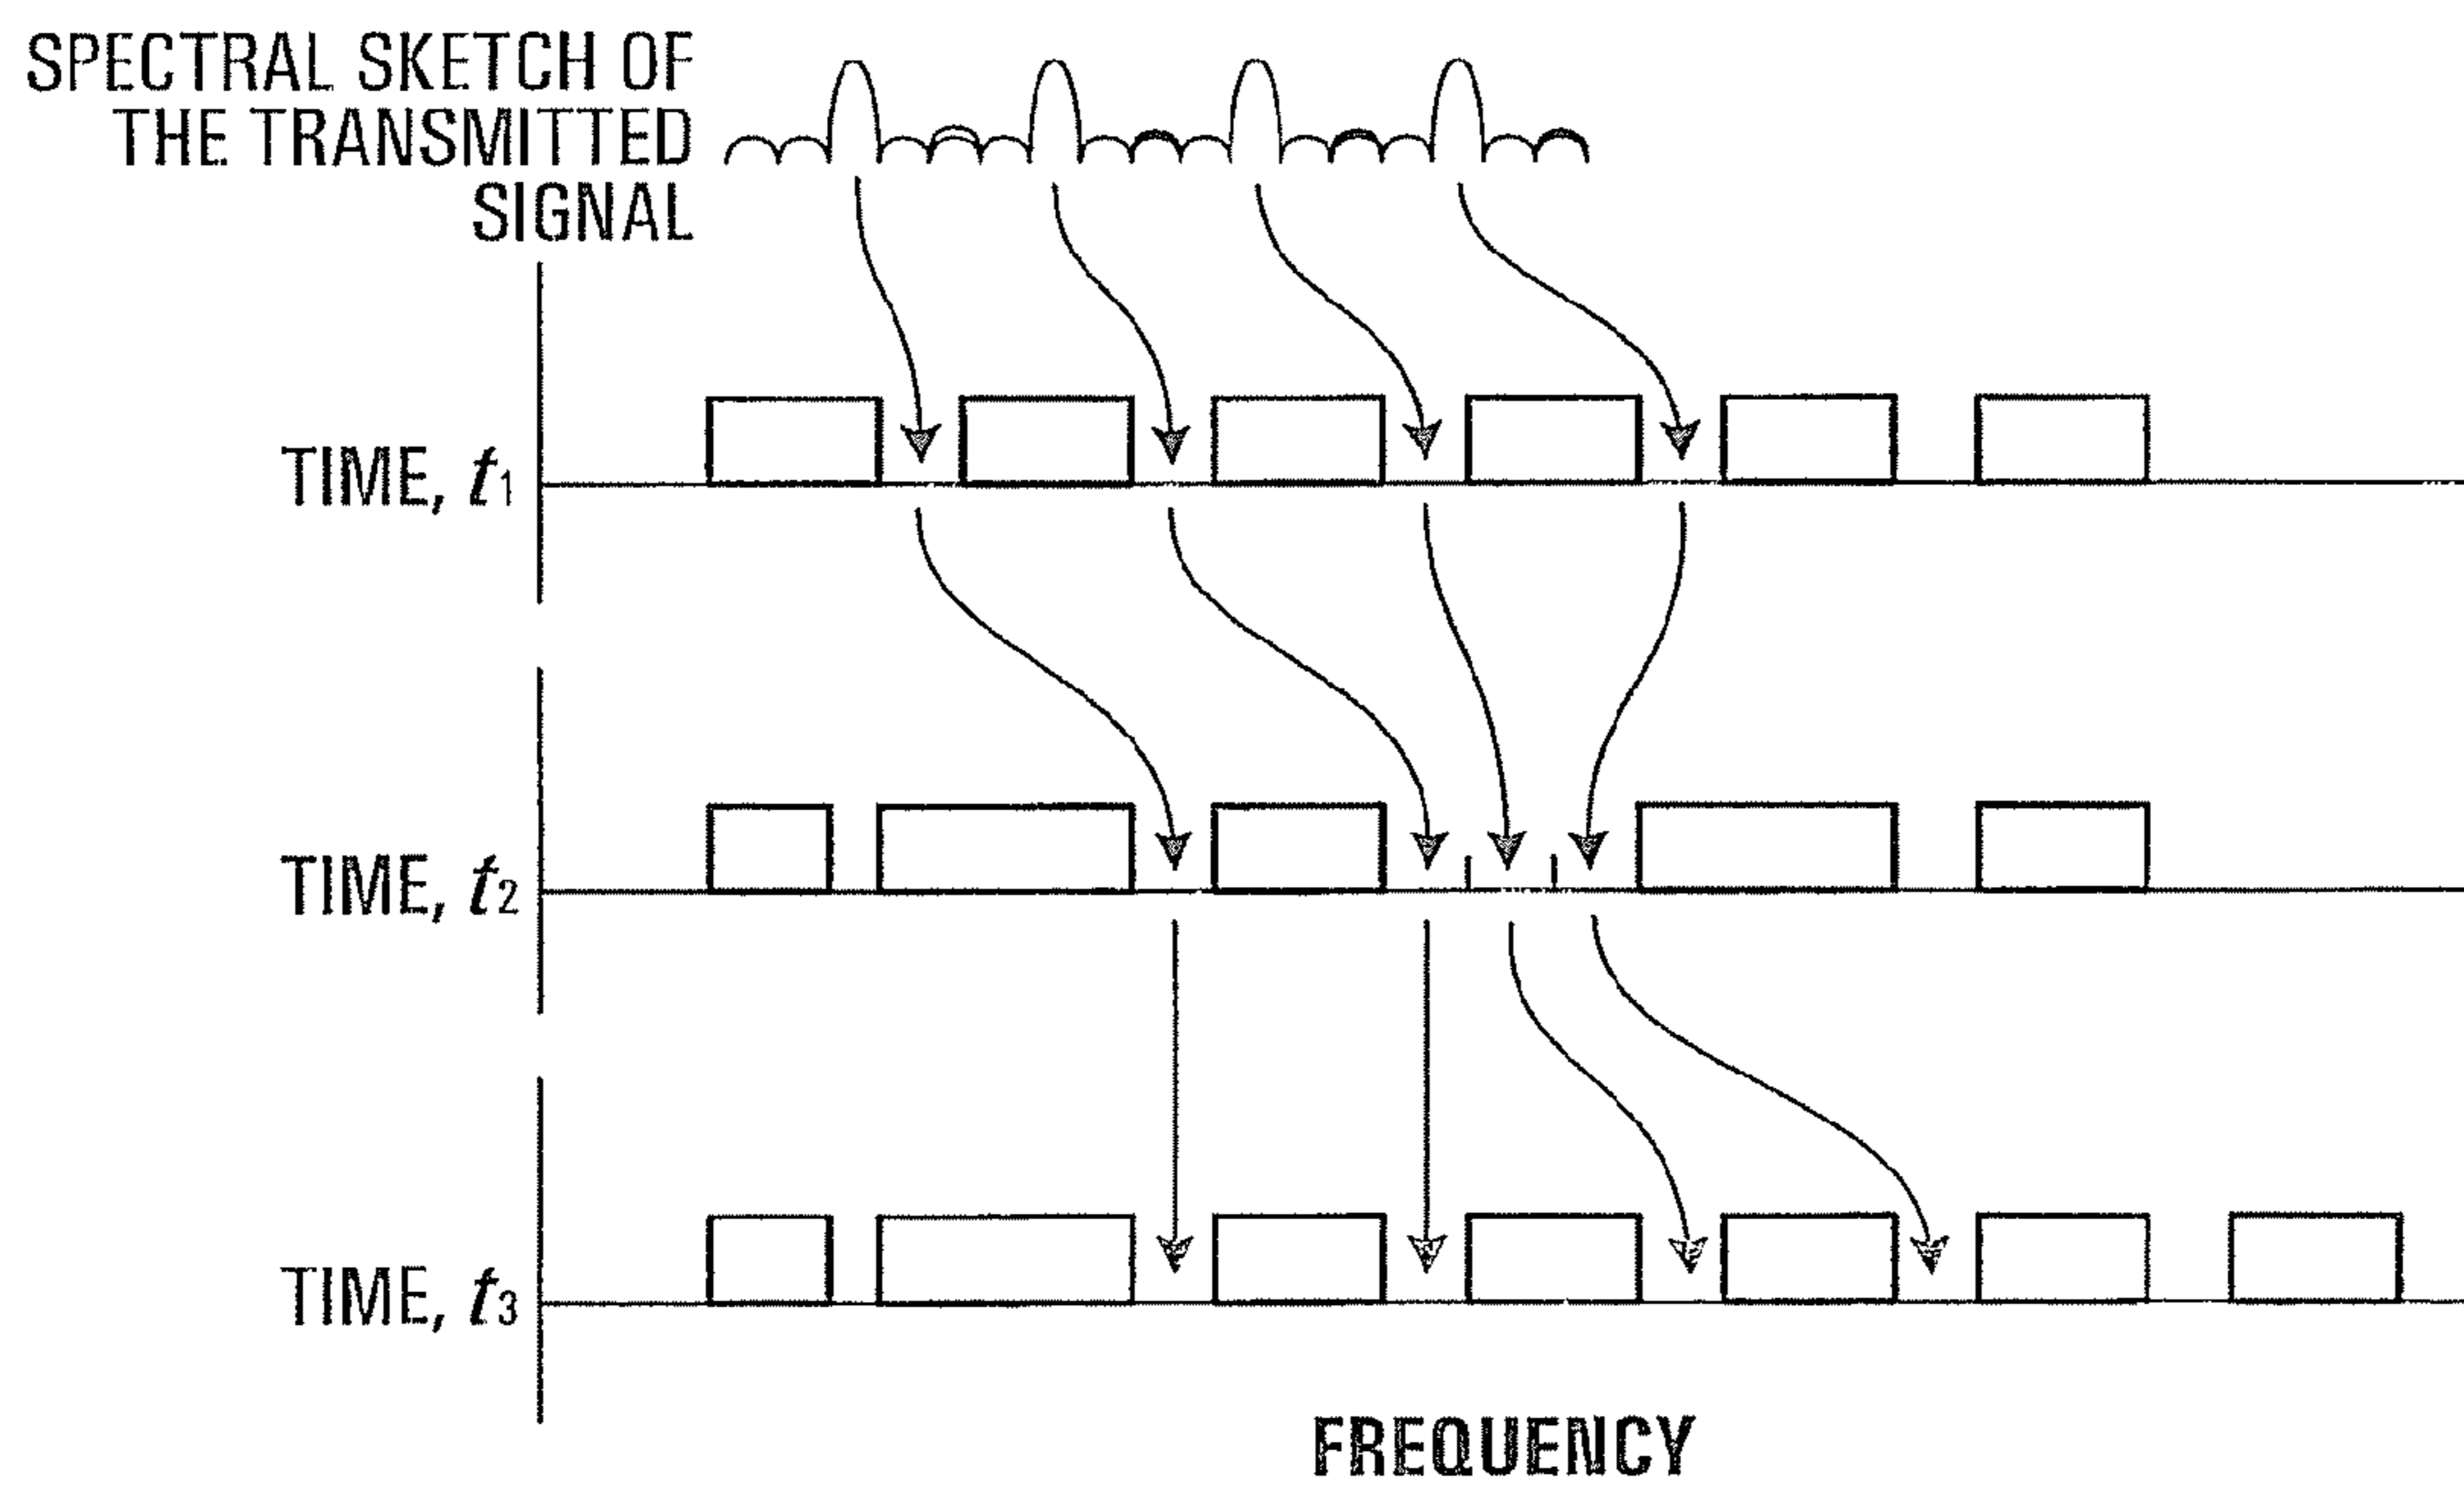 SPECTRAL SKETCH OF
THE TRANSMITTED
SIGNAL
TIME, t1
TIME, t2
TIME, t3
FREQUENCY